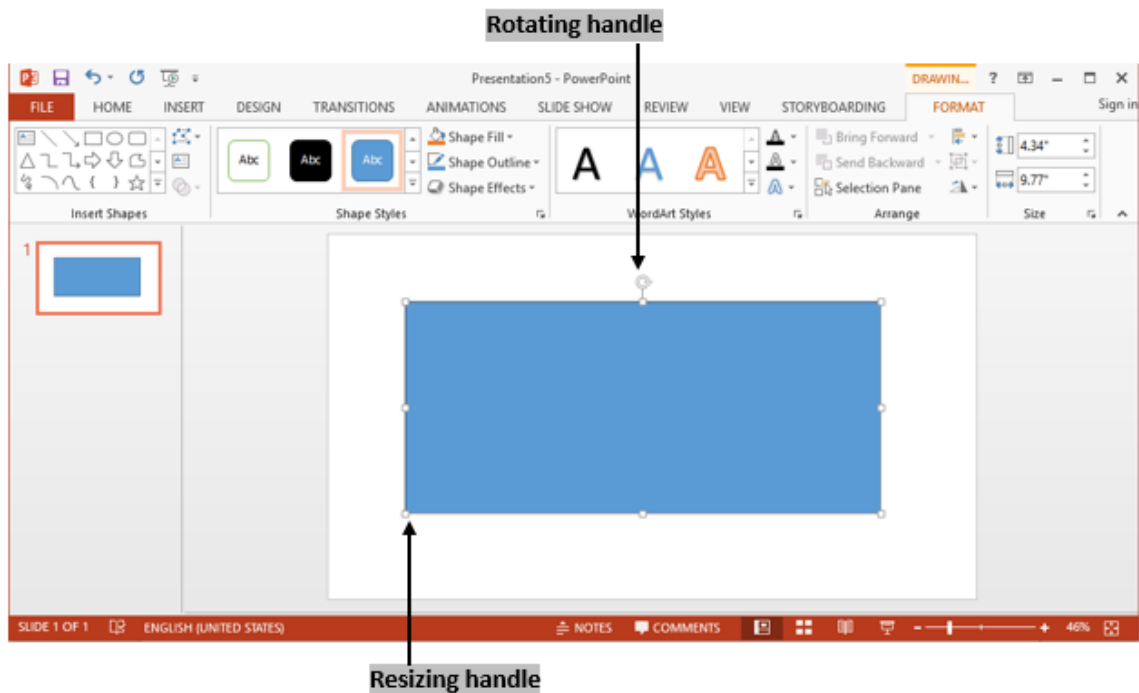 Rotating handle
Presentation5 - PowerPoint
DRAWIN... ?
FILE HOME INSERT DESIGN TRANSITIONS ANIMATIONS SLIDE SHOW REVIEW VIEW STORYBOARDING FORMAT Sign in
Abc Abc Abc
Shape Fill
Shape Outline
Shape Effects
A A A
A
A
A
Bring Forward
Send Backward
Selection Pane
4.34"
9.77"
Insert Shapes Shape Styles WordArt Styles Arrange Size
1
SLIDE 1 OF 1 ENGLISH (UNITED STATES) NOTES COMMENTS 46%
Resizing handle